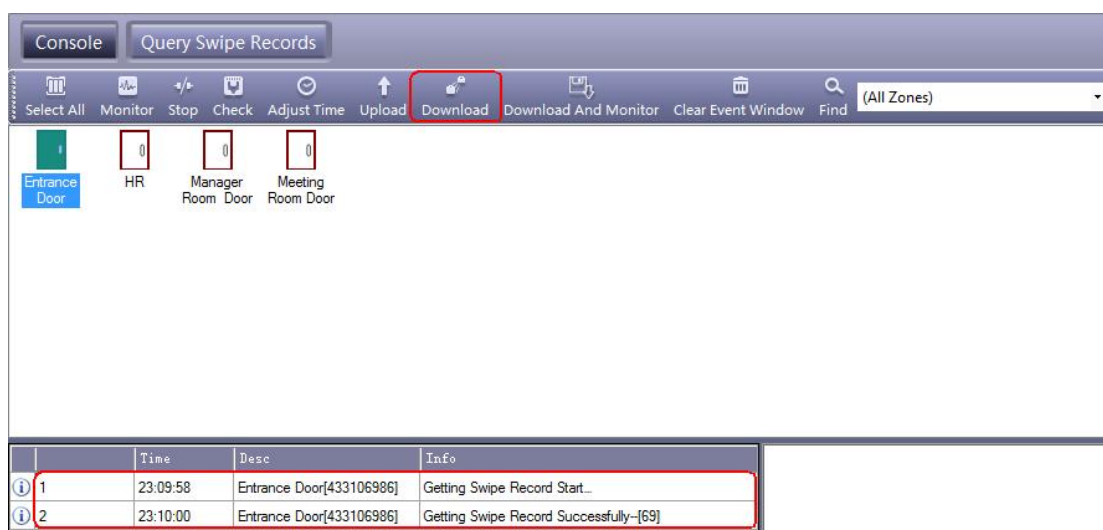 Console Query Swipe Records
Select All Monitor Stop Check Adjust Time Upload Download Download And Monitor Clear Event Window Find (All Zones)
Entrance Door
HR
Manager Room Door
Meeting Room Door
Time Desc Info
1 23:09:58 Entrance Door[433106986] Getting Swipe Record Start...
2 23:10:00 Entrance Door[433106986] Getting Swipe Record Successfully--[69]